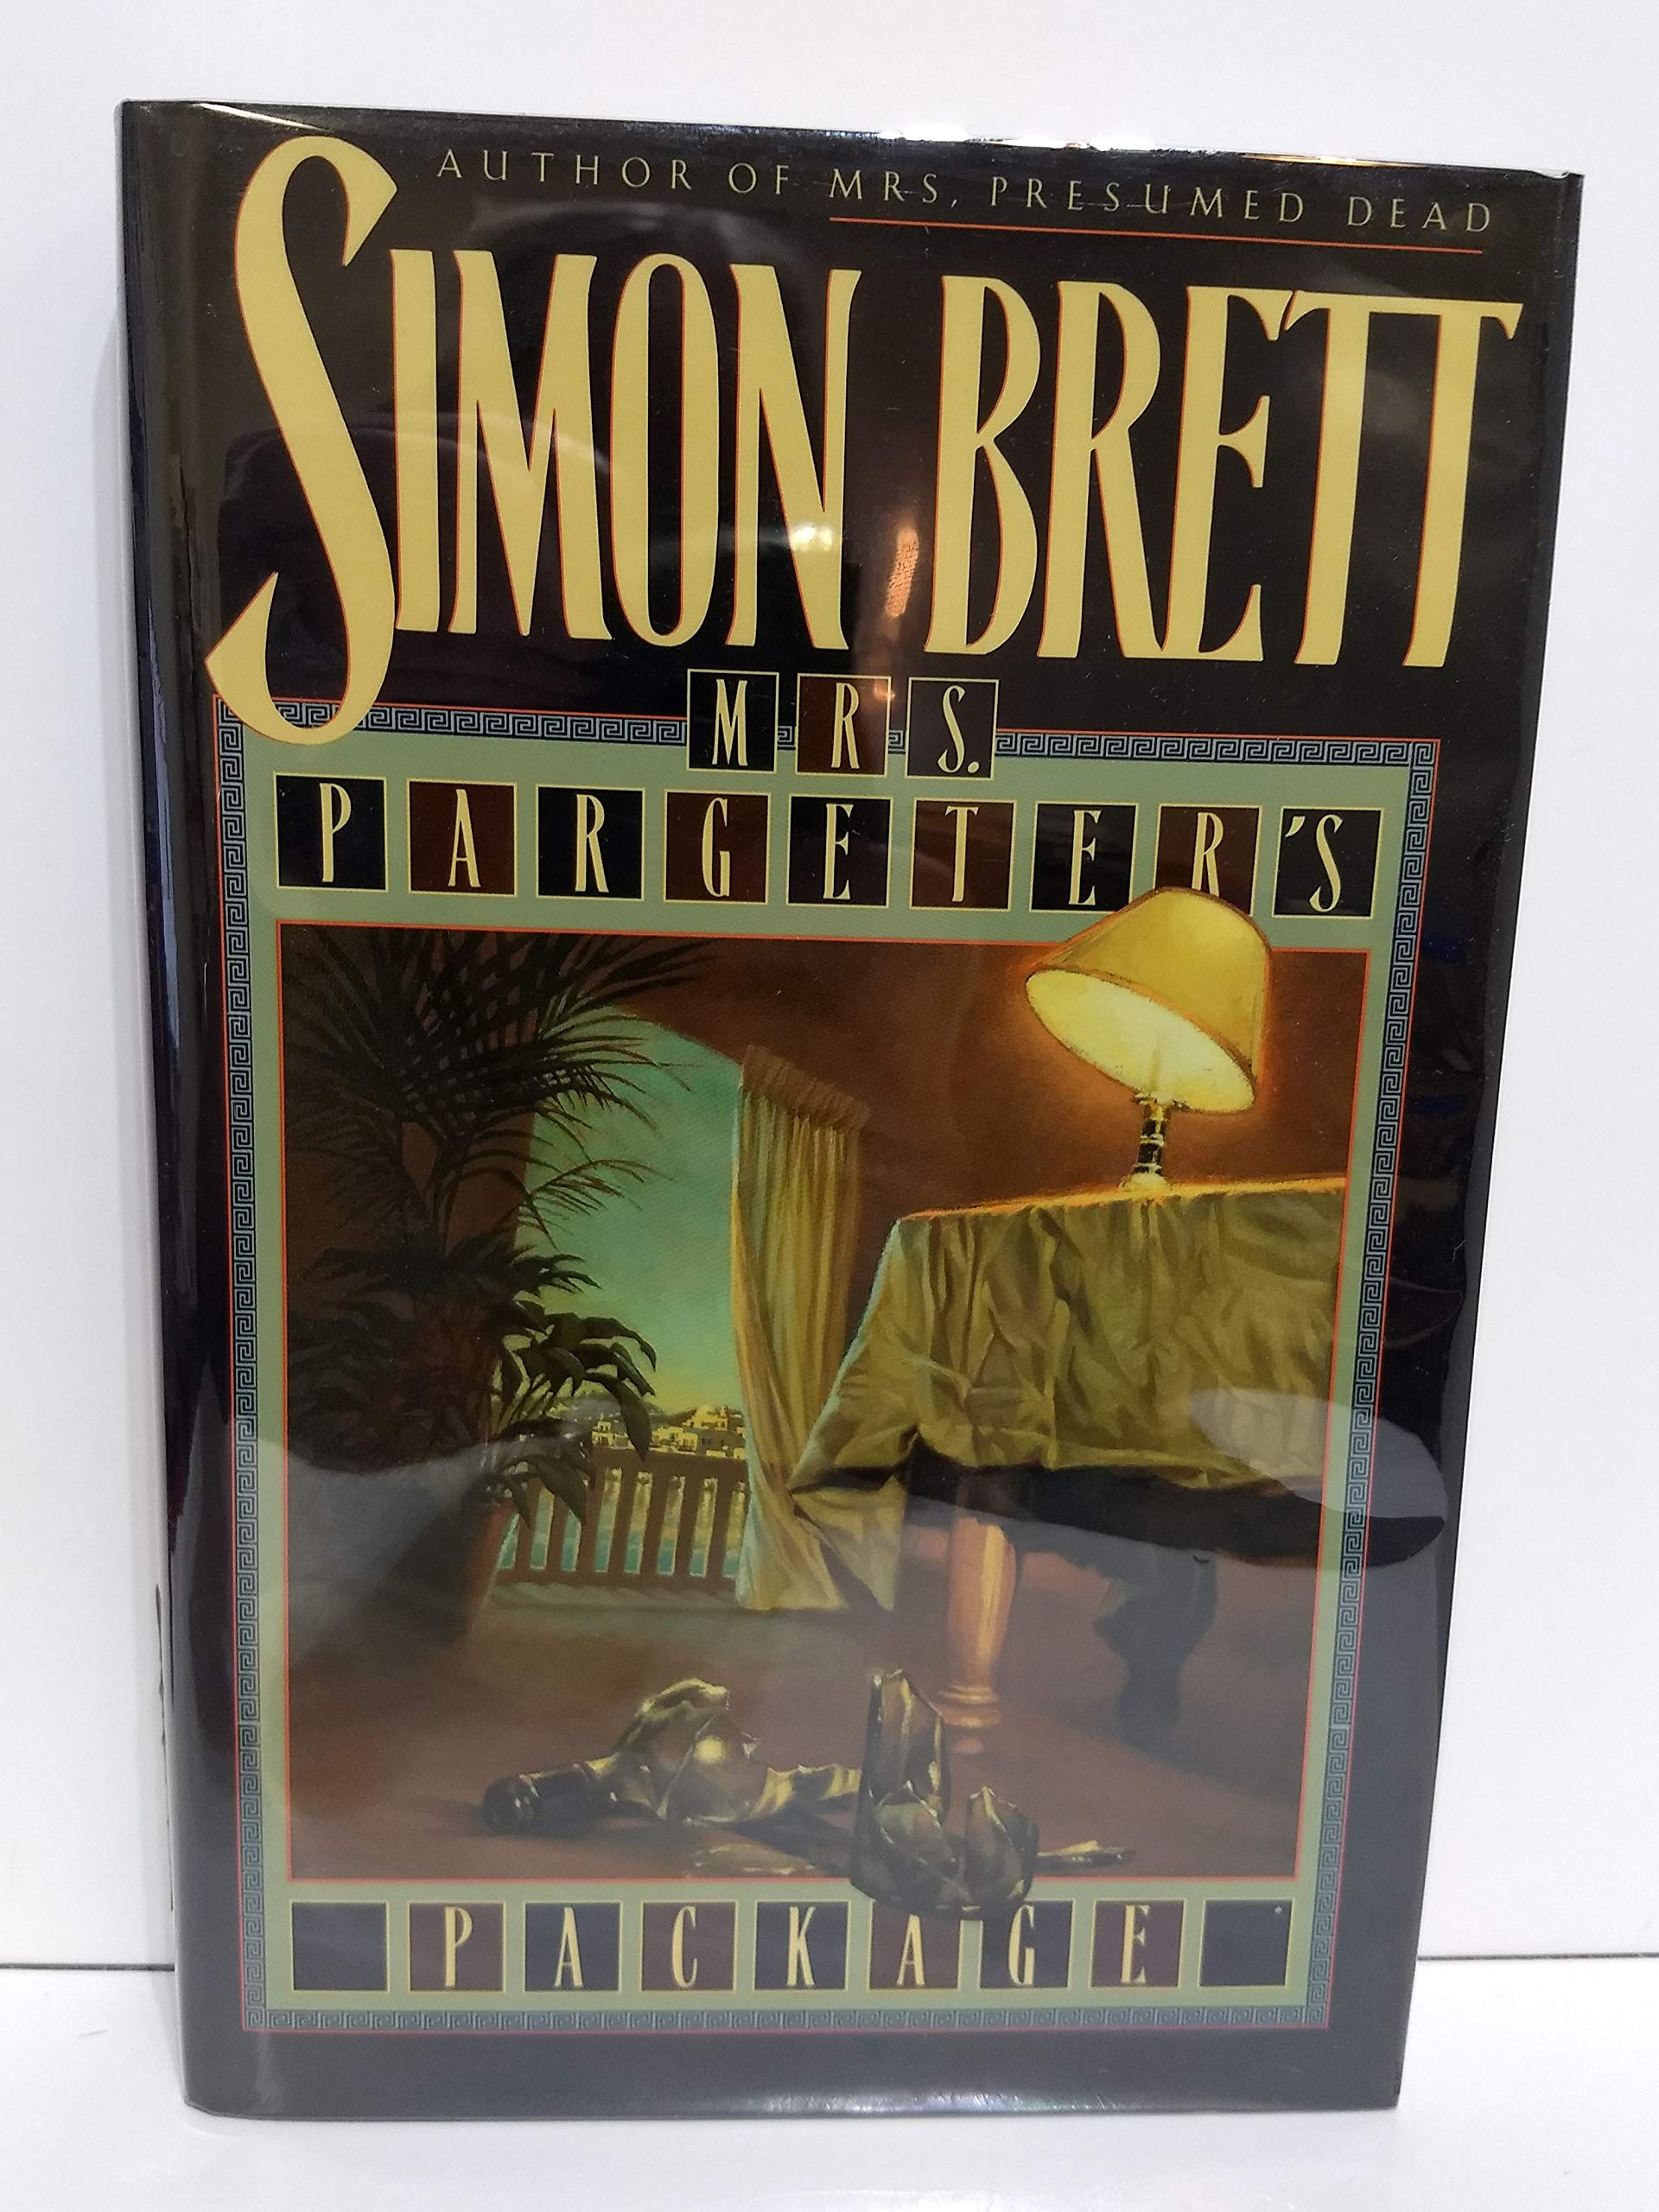 AUTHOR OF MRS, PRESUMED DEAD
SIMON BRETT
MRS.
PARGETER'S
PACKAGE